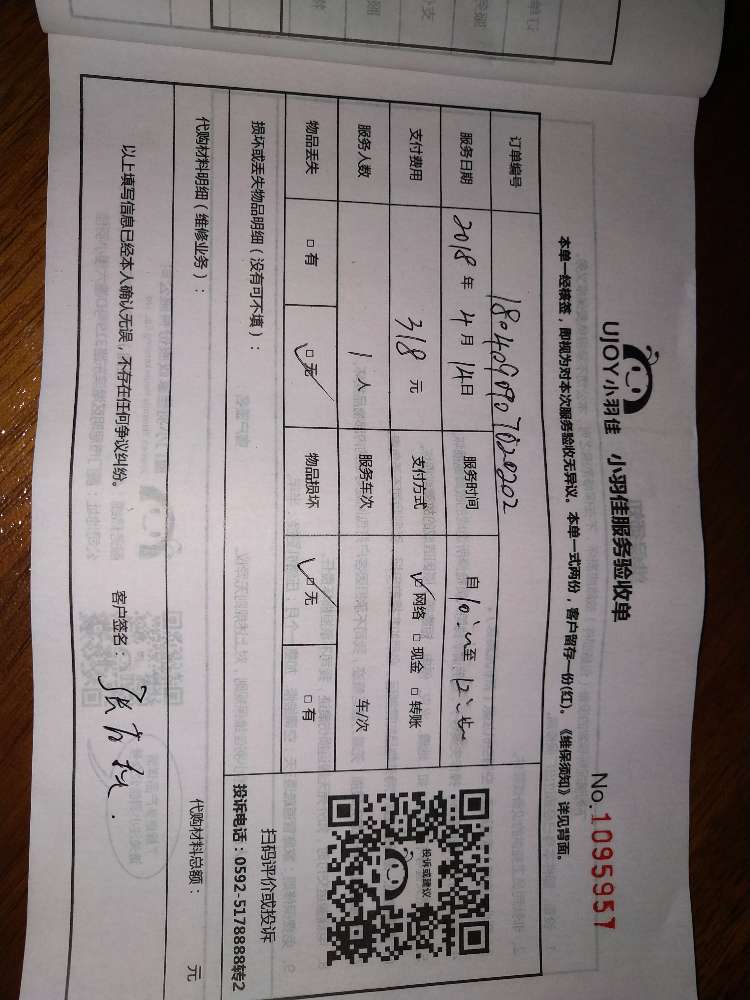 UJOY小羽佳 小羽佳服务验收单
No.1095957
本单一经核签，即视为对本次服务验收无异议。本单一式两份，客户留存一份(红)。《维保须知》详见背面。
订单编号 180409090702020​2
服务日期 2018年4月14日 服务时间 自10:00至12:00
支付费用 318元 支付方式 ☑网络 □现金 □转账
服务人数 1人 服务车次 车/次
物品丢失 □有 ☑无 物品损坏 ☑无 □有
投诉或建议
扫码评价或投诉
投诉电话：0592-5178888转2
损坏或丢失物品明细（没有可不填）：
代购材料明细（维修业务）： 代购材料总额： 元
以上填写信息已经本人确认无误，不存在任何争议纠纷。 客户签名：